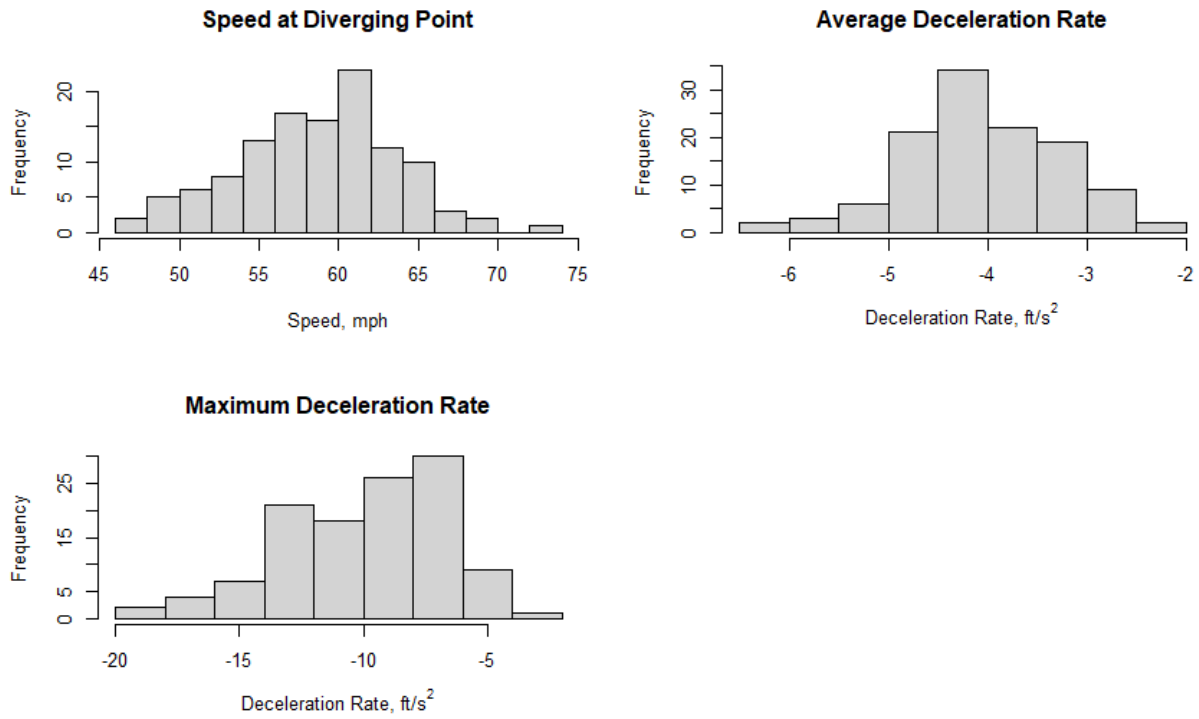 Speed at Diverging Point
Frequency
0 5 10 20
45 50 55 60 65 70 75
Speed, mph
Average Deceleration Rate
Frequency
0 10 20 30
-6 -5 -4 -3 -2
Deceleration Rate, ft/s²
Maximum Deceleration Rate
Frequency
0 5 15 25
-20 -15 -10 -5
Deceleration Rate, ft/s²